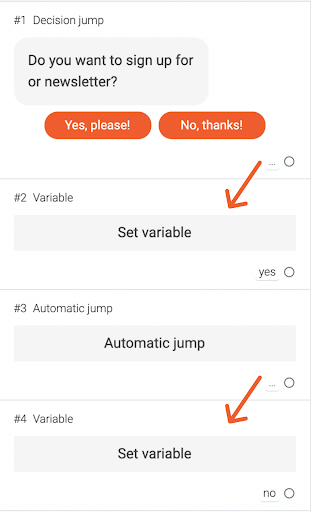 #1 Decision jump
Do you want to sign up for
or newsletter?
Yes, please! No, thanks!
...
#2 Variable
Set variable
yes
#3 Automatic jump
Automatic jump
...
#4 Variable
Set variable
no